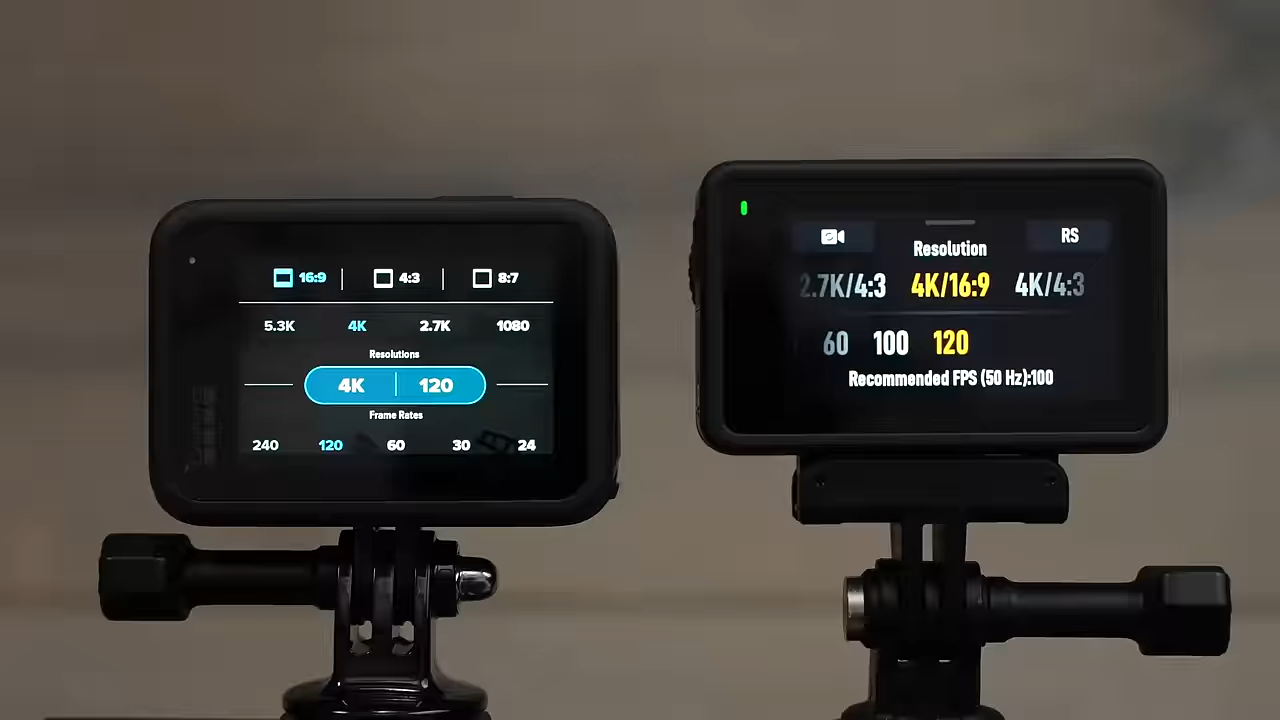 16:9 4:3 8:7
5.3K 4K 2.7K 1080
Resolutions
4K 120
Frame Rates
240 120 60 30 24
RS
Resolution
2.7K/4:3 4K/16:9 4K/4:3
60 100 120
Recommended FPS (50 Hz):100